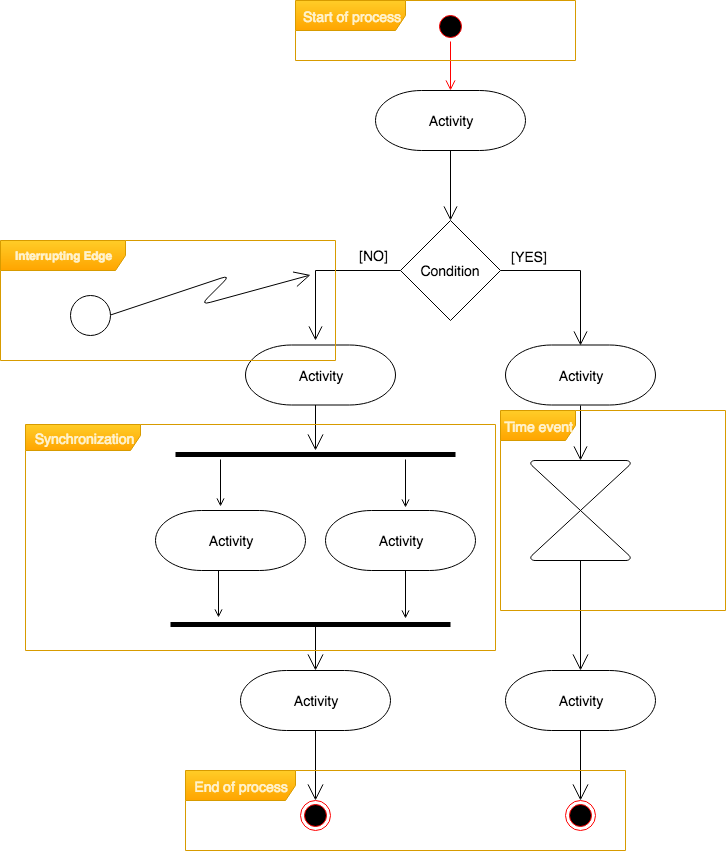 Start of process
Activity
Interrupting Edge
[NO]
[YES]
Condition
Activity
Activity
Synchronization
Time event
Activity
Activity
Activity
Activity
End of process